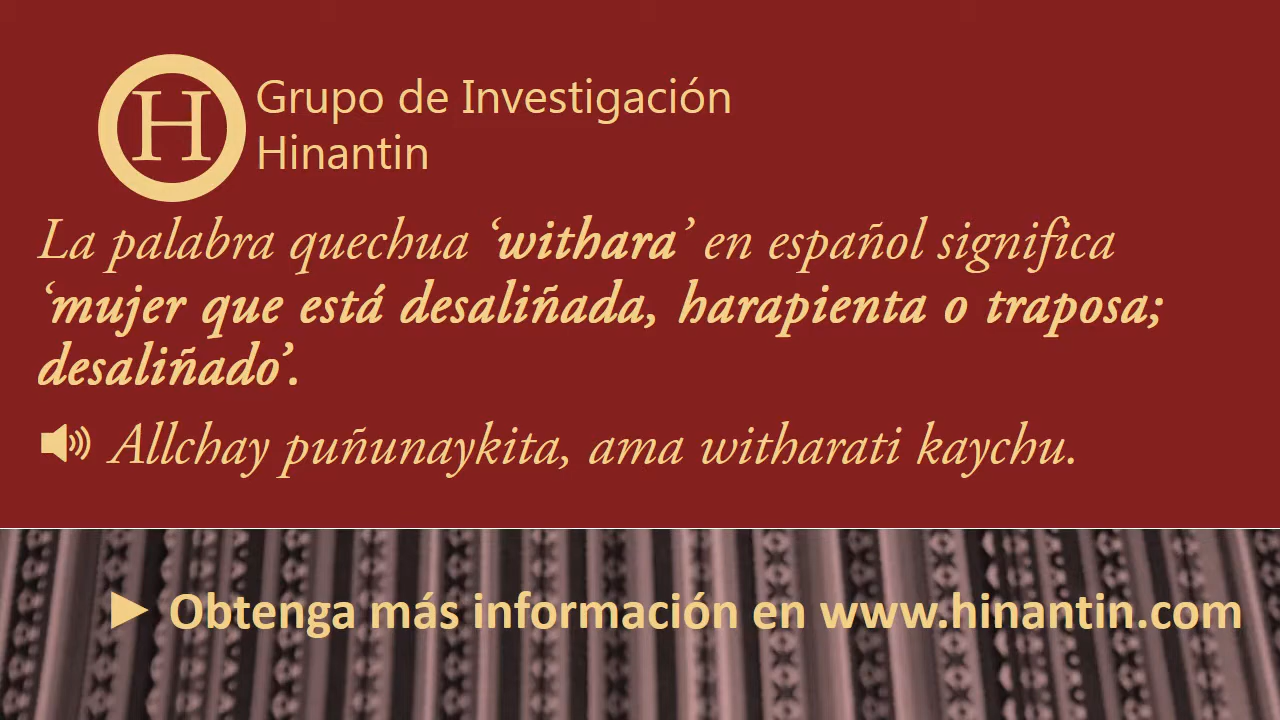 H
Grupo de Investigación
Hinantin
La palabra quechua ‘withara’ en español significa
‘mujer que está desaliñada, harapienta o traposa;
desaliñado’.
Allchay puñunaykita, ama witharati kaychu.
► Obtenga más información en www.hinantin.com